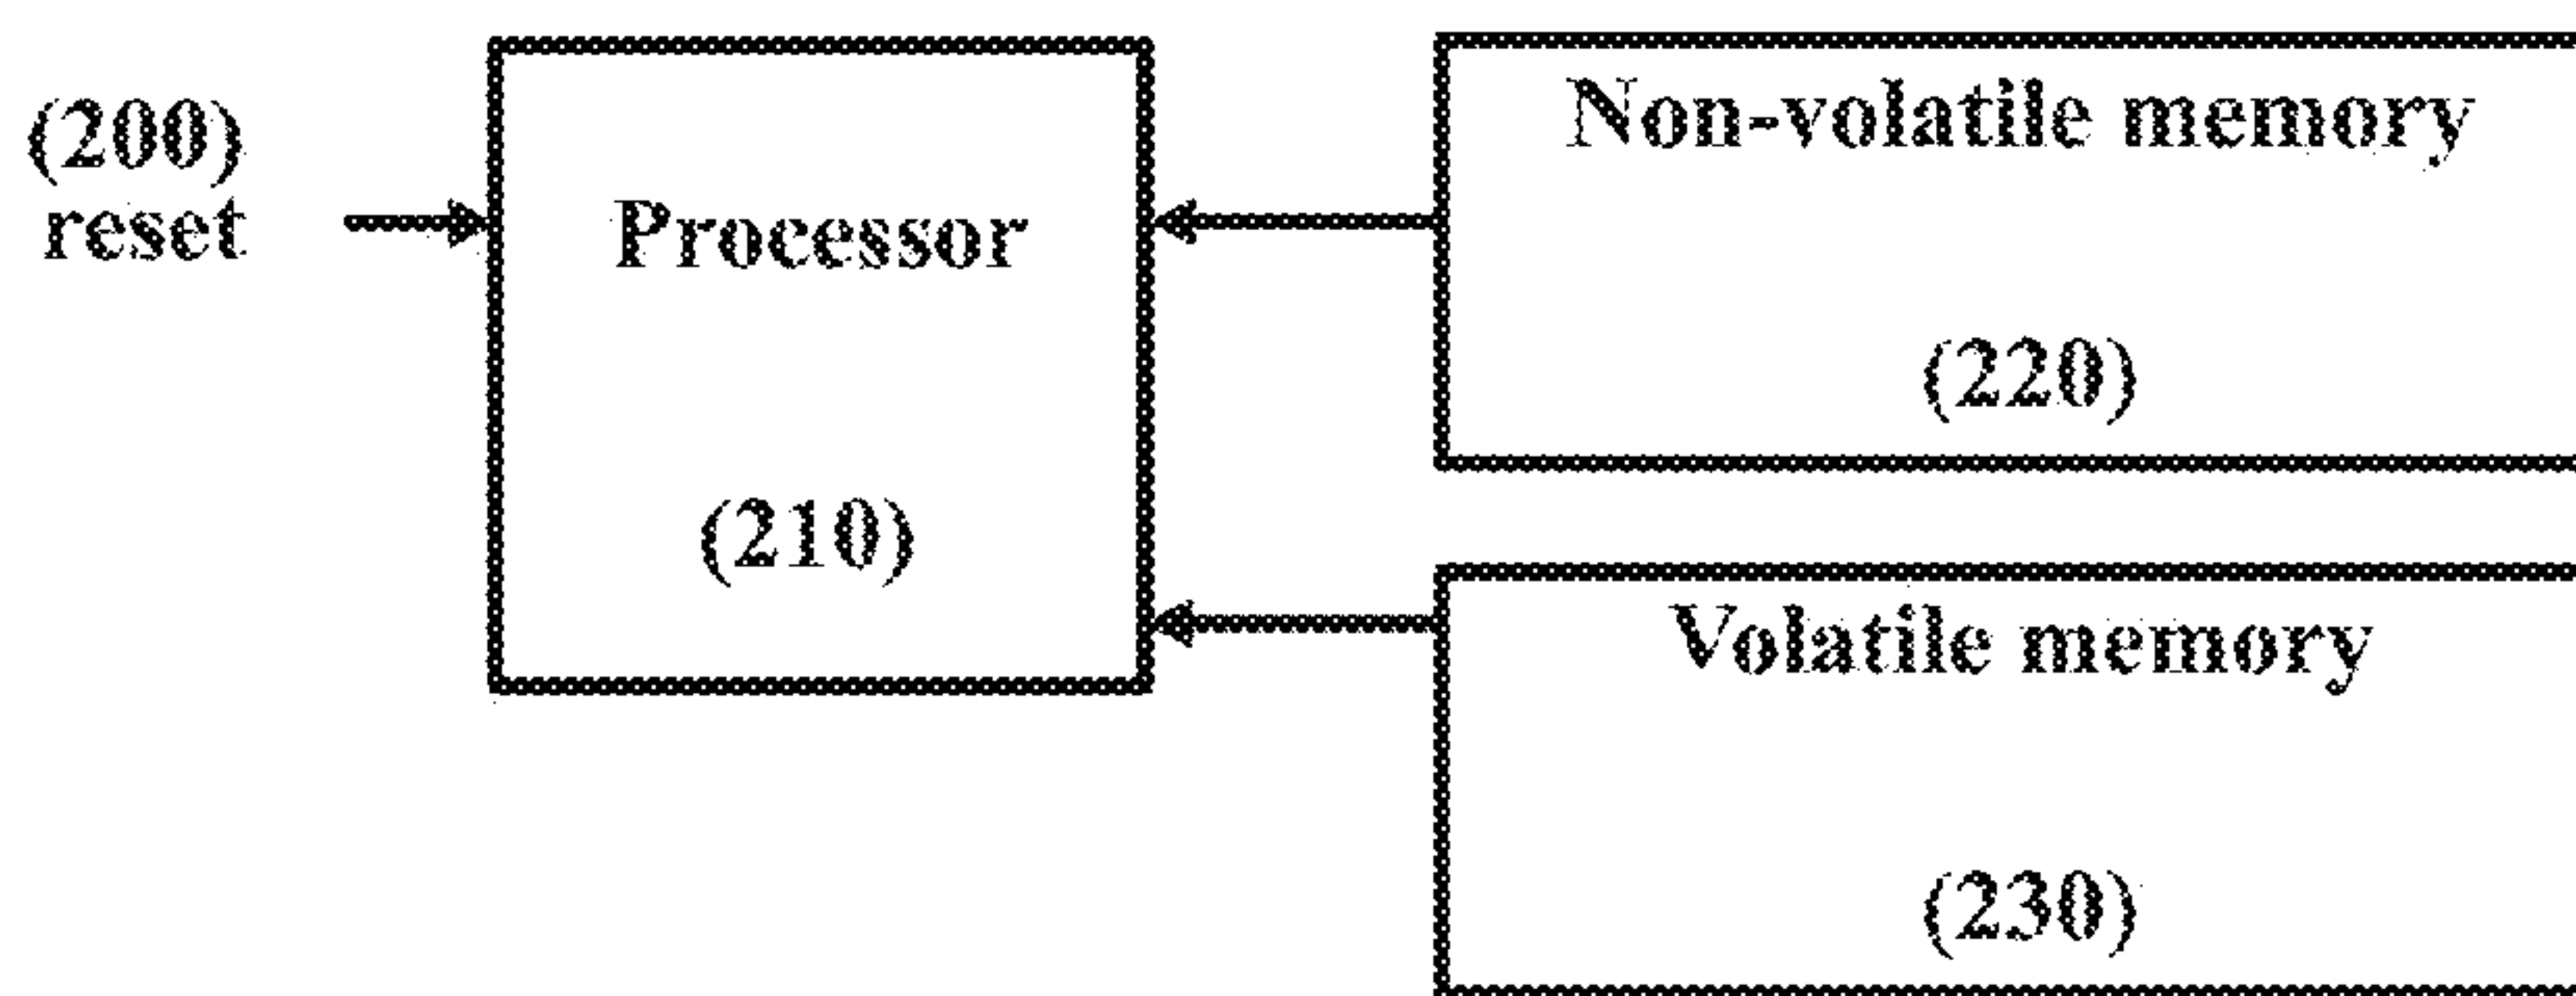 (200)
reset
Processor
(210)
Non-volatile memory
(220)
Volatile memory
(230)